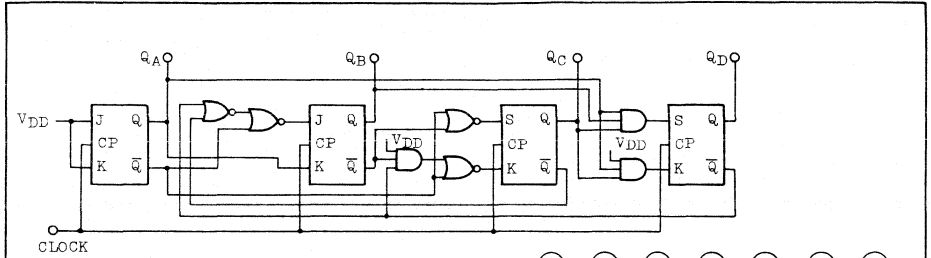 QA QB QC QD
VDD J Q J Q S Q S Q
CP CP VDD CP VDD CP
K Q̅ K Q̅ K Q̅ K Q̅
CLOCK